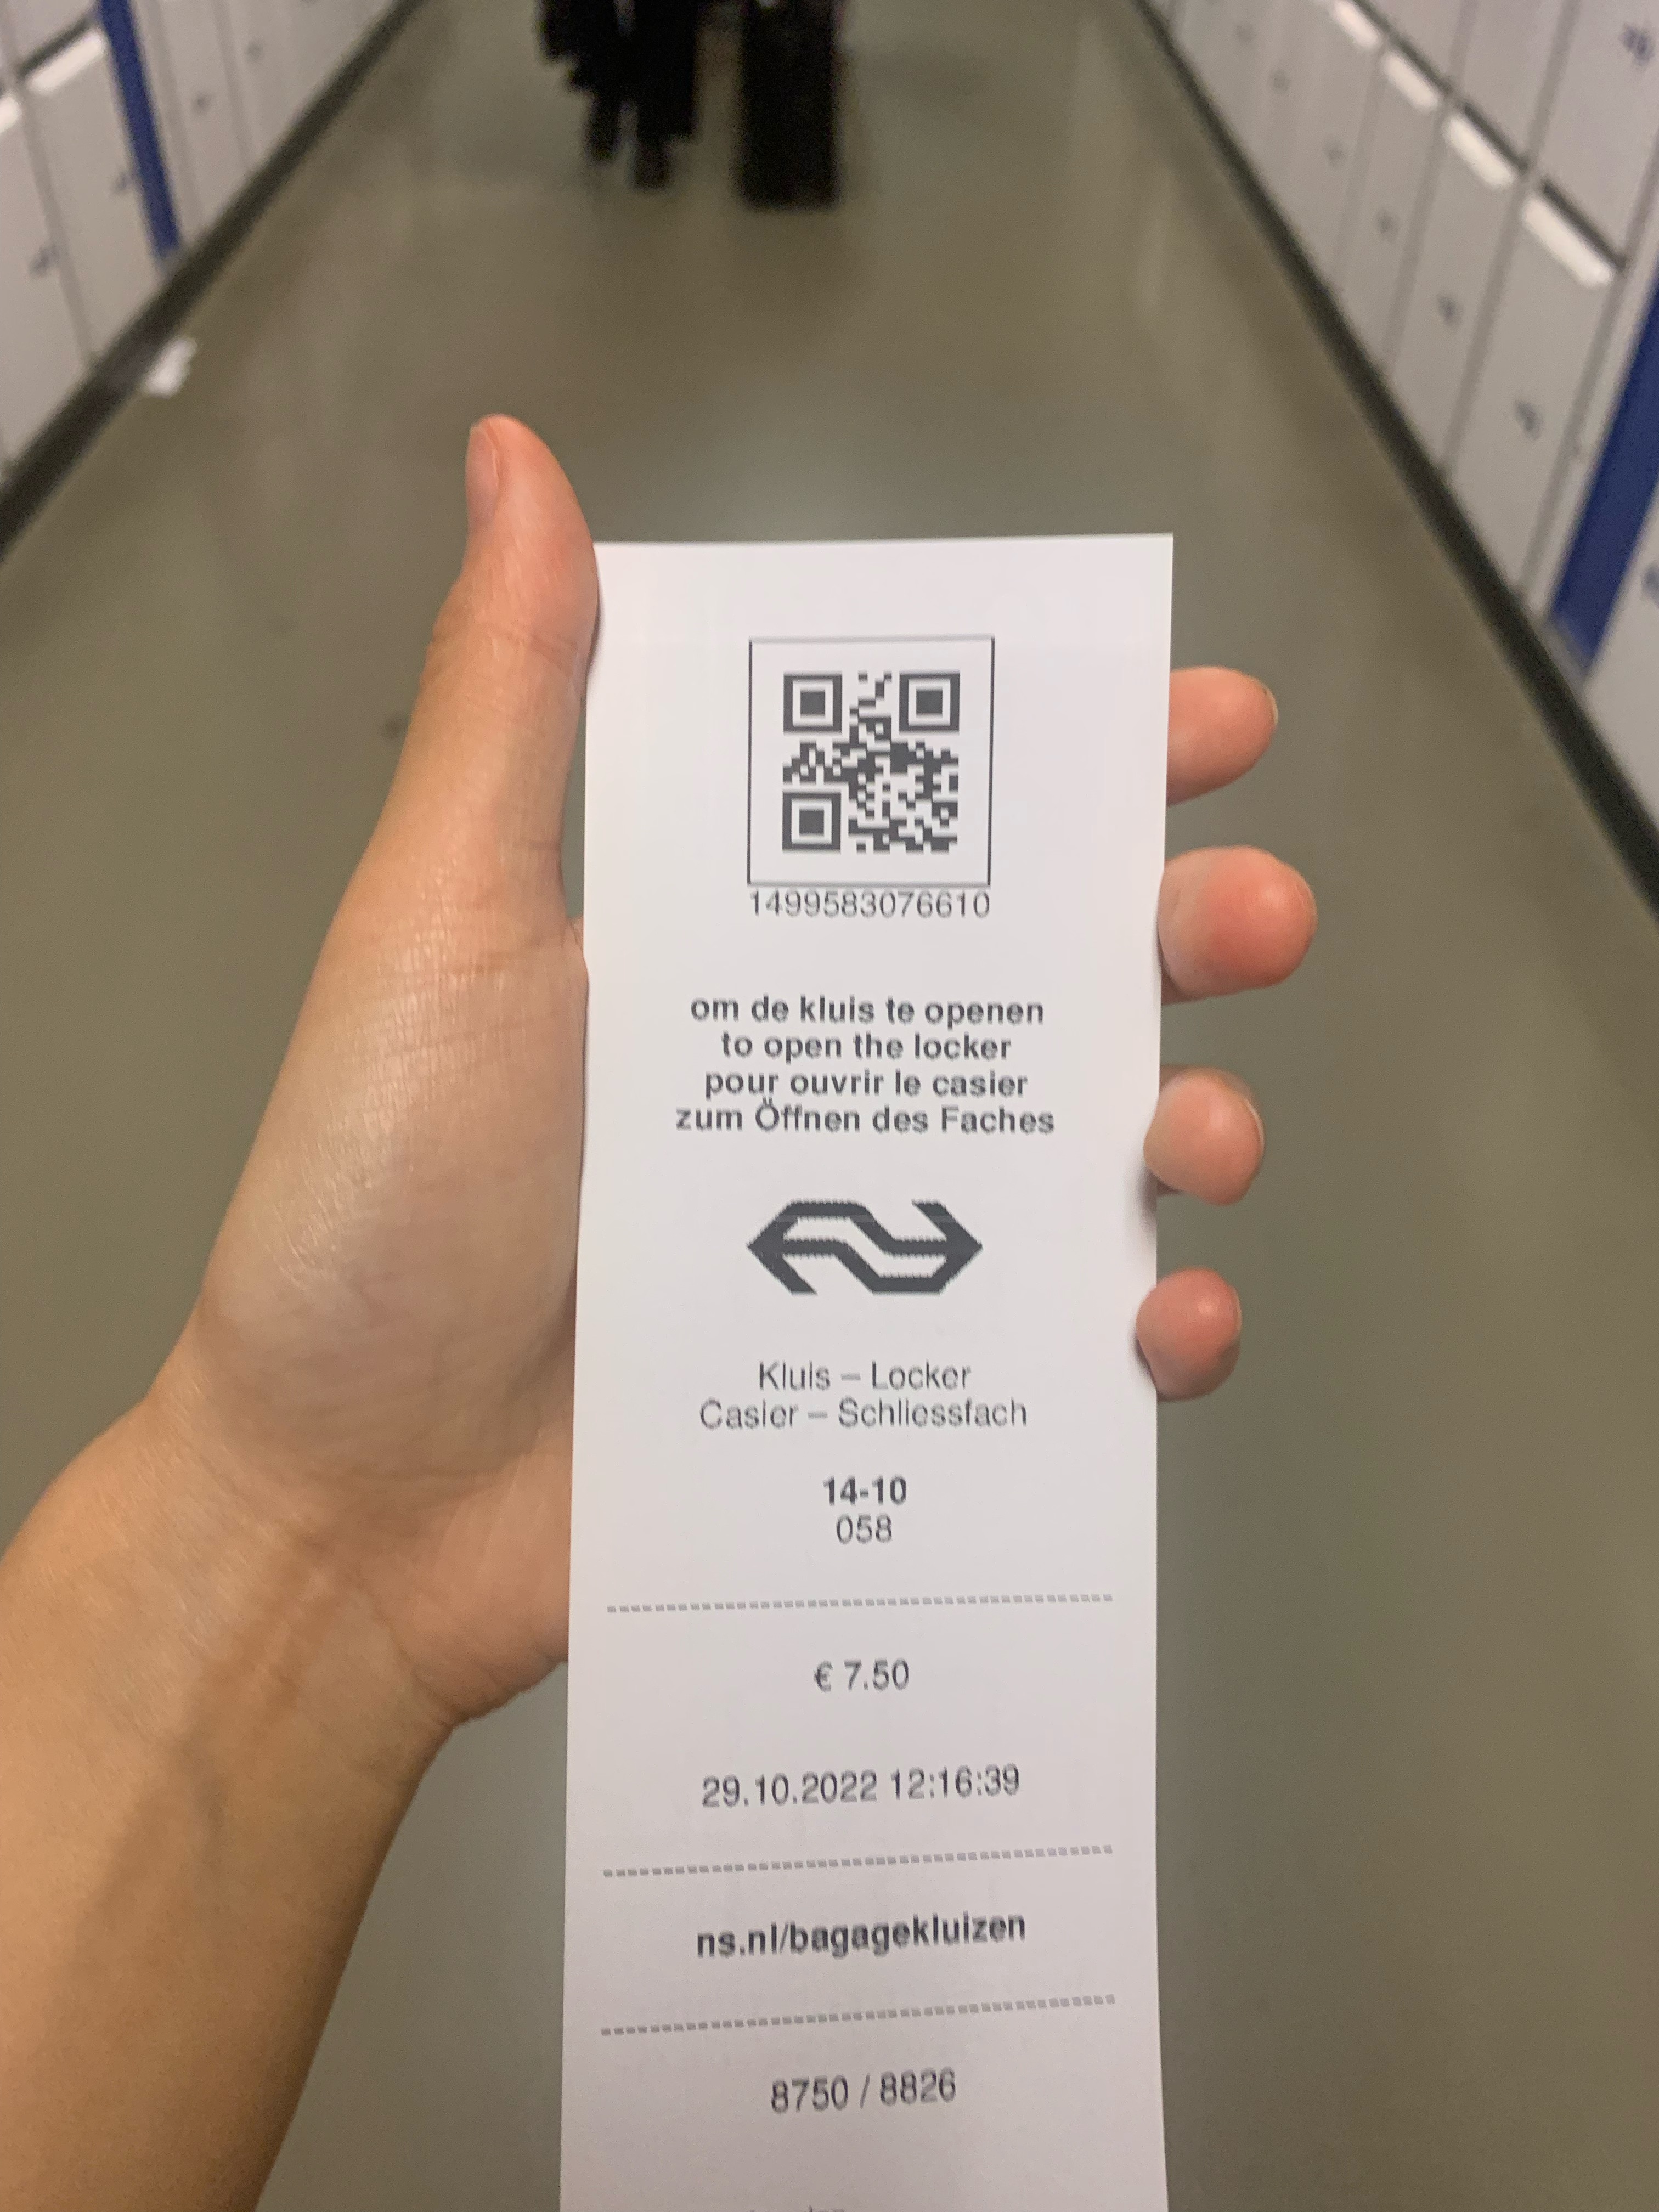 1499583076610
om de kluis te openen
to open the locker
pour ouvrir le casier
zum Öffnen des Faches
Kluis – Locker
Casier – Schliessfach
14-10
058
€ 7.50
29.10.2022 12:16:39
ns.nl/bagagekluizen
8750 / 8826